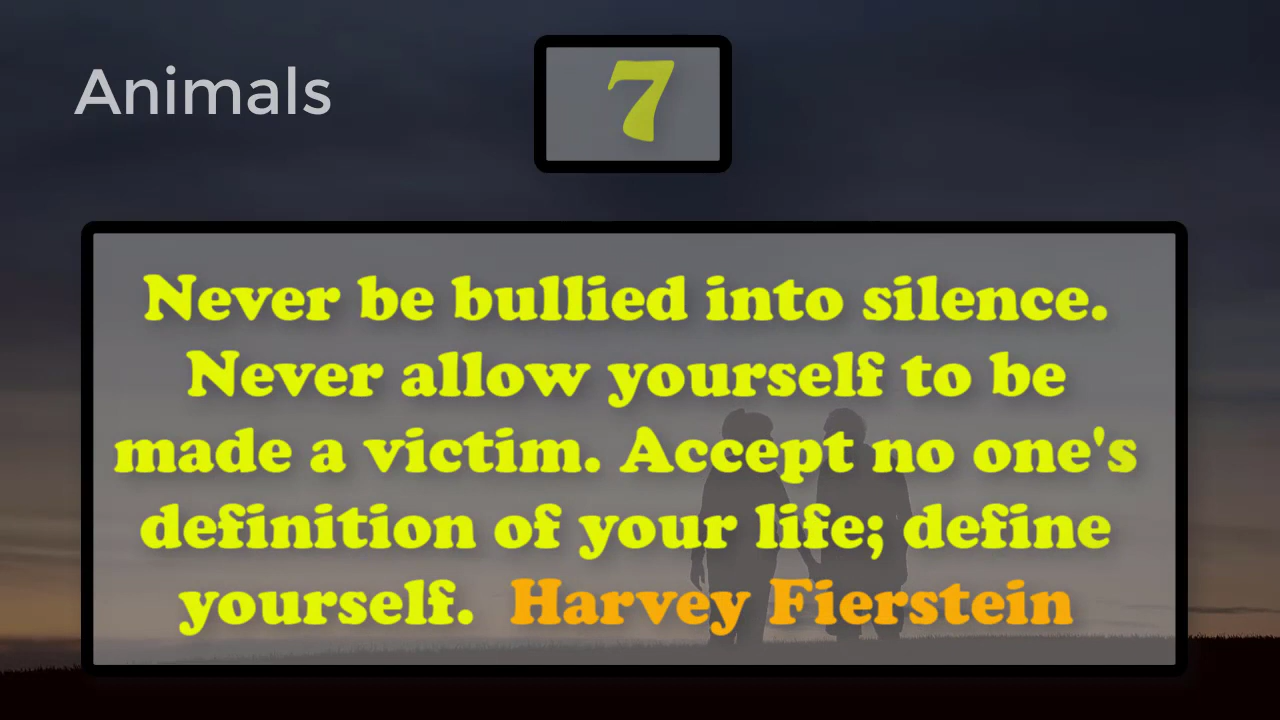 Animals
7
Never be bullied into silence.
Never allow yourself to be
made a victim. Accept no one's
definition of your life; define
yourself. Harvey Fierstein